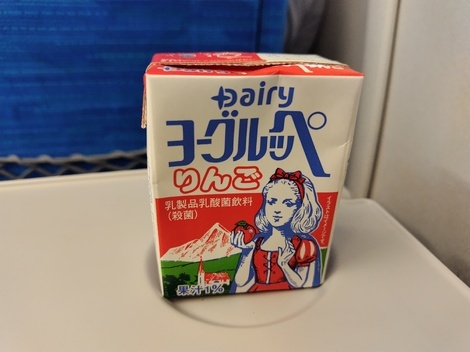 Dairy
ヨーグルッペ
りんご
乳製品乳酸菌飲料
(殺菌)
果汁1%